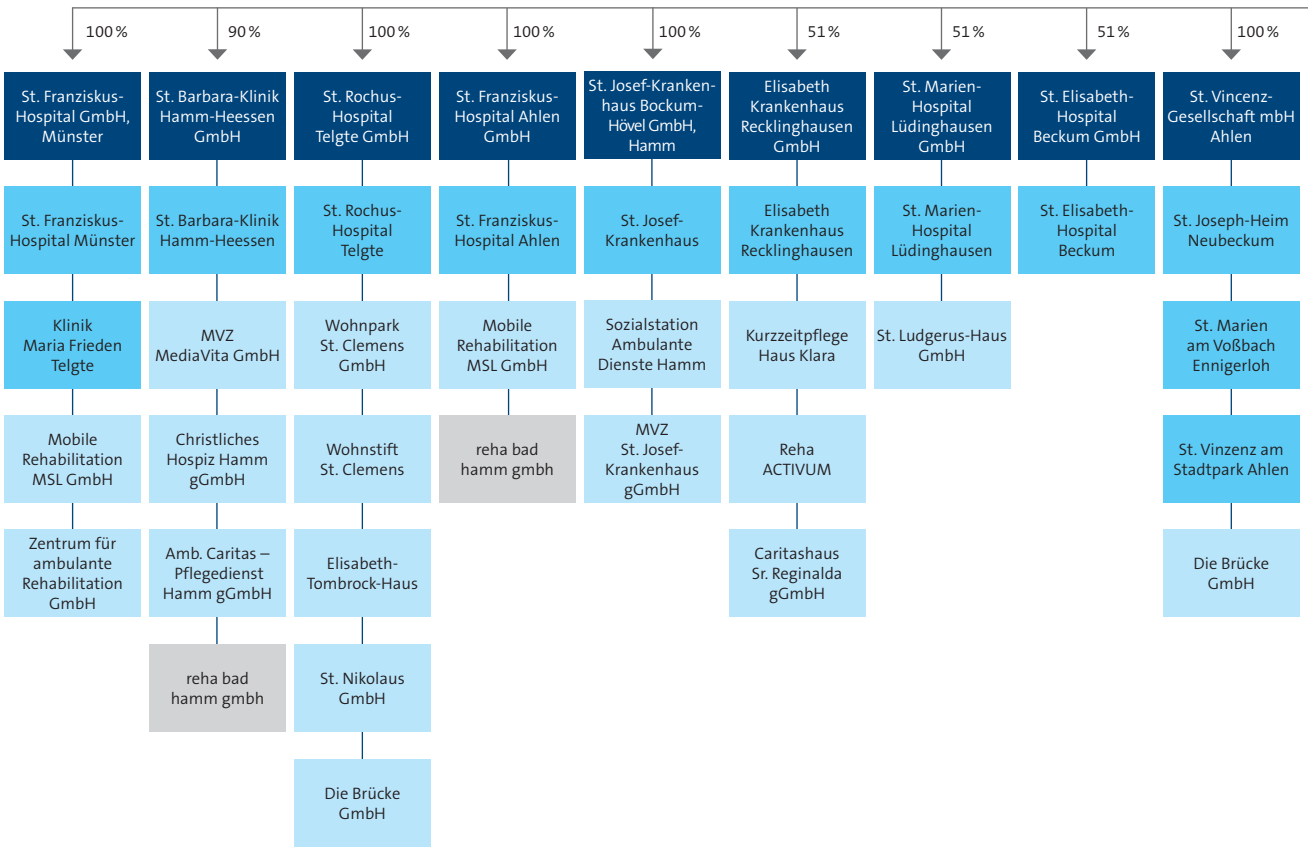 100 %
90 %
100 %
100 %
100 %
51 %
51 %
51 %
100 %
St. Franziskus-
Hospital GmbH,
Münster
St. Barbara-Klinik
Hamm-Heessen
GmbH
St. Rochus-
Hospital
Telgte GmbH
St. Franziskus-
Hospital Ahlen
GmbH
St. Josef-Kranken-
haus Bockum-
Hövel GmbH,
Hamm
Elisabeth
Krankenhaus
Recklinghausen
GmbH
St. Marien-
Hospital
Lüdinghausen
GmbH
St. Elisabeth-
Hospital
Beckum GmbH
St. Vincenz-
Gesellschaft mbH
Ahlen
St. Franziskus-
Hospital Münster
St. Barbara-Klinik
Hamm-Heessen
St. Rochus-
Hospital
Telgte
St. Franziskus-
Hospital Ahlen
St. Josef-
Krankenhaus
Elisabeth
Krankenhaus
Recklinghausen
St. Marien-
Hospital
Lüdinghausen
St. Elisabeth-
Hospital
Beckum
St. Joseph-Heim
Neubeckum
Klinik
Maria Frieden
Telgte
MVZ
MediaVita GmbH
Wohnpark
St. Clemens
GmbH
Mobile
Rehabilitation
MSL GmbH
Sozialstation
Ambulante
Dienste Hamm
Kurzzeitpflege
Haus Klara
St. Ludgerus-Haus
GmbH
St. Marien
am Voßbach
Ennigerloh
Mobile
Rehabilitation
MSL GmbH
Christliches
Hospiz Hamm
gGmbH
Wohnstift
St. Clemens
reha bad
hamm gmbh
MVZ
St. Josef-
Krankenhaus
gGmbH
Reha
ACTIVUM
St. Vinzenz am
Stadtpark Ahlen
Zentrum für
ambulante
Rehabilitation
GmbH
Amb. Caritas –
Pflegedienst
Hamm gGmbH
Elisabeth-
Tombrock-Haus
Caritashaus
Sr. Reginalda
gGmbH
Die Brücke
GmbH
reha bad
hamm gmbh
St. Nikolaus
GmbH
Die Brücke
GmbH